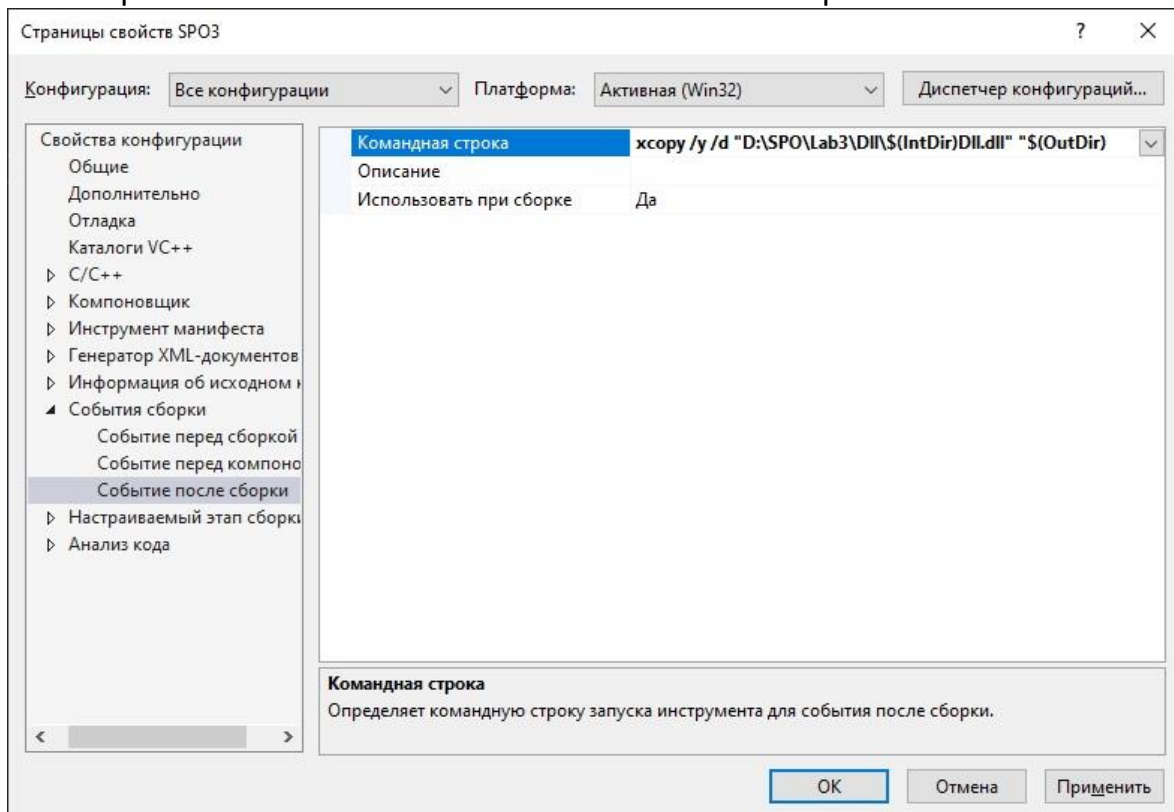 Страницы свойств SPO3
? ×
Конфигурация: Все конфигурации Платформа: Активная (Win32) Диспетчер конфигураций...
Свойства конфигурации
Общие
Дополнительно
Отладка
Каталоги VC++
C/C++
Компоновщик
Инструмент манифеста
Генератор XML-документов
Информация об исходном
События сборки
Событие перед сборкой
Событие перед компоно
Событие после сборки
Настраиваемый этап сборки
Анализ кода
Командная строка xcopy /y /d "D:\SPO\Lab3\Dll\$(IntDir)Dll.dll" "$(OutDir)
Описание
Использовать при сборке Да
Командная строка
Определяет командную строку запуска инструмента для события после сборки.
OK Отмена Применить